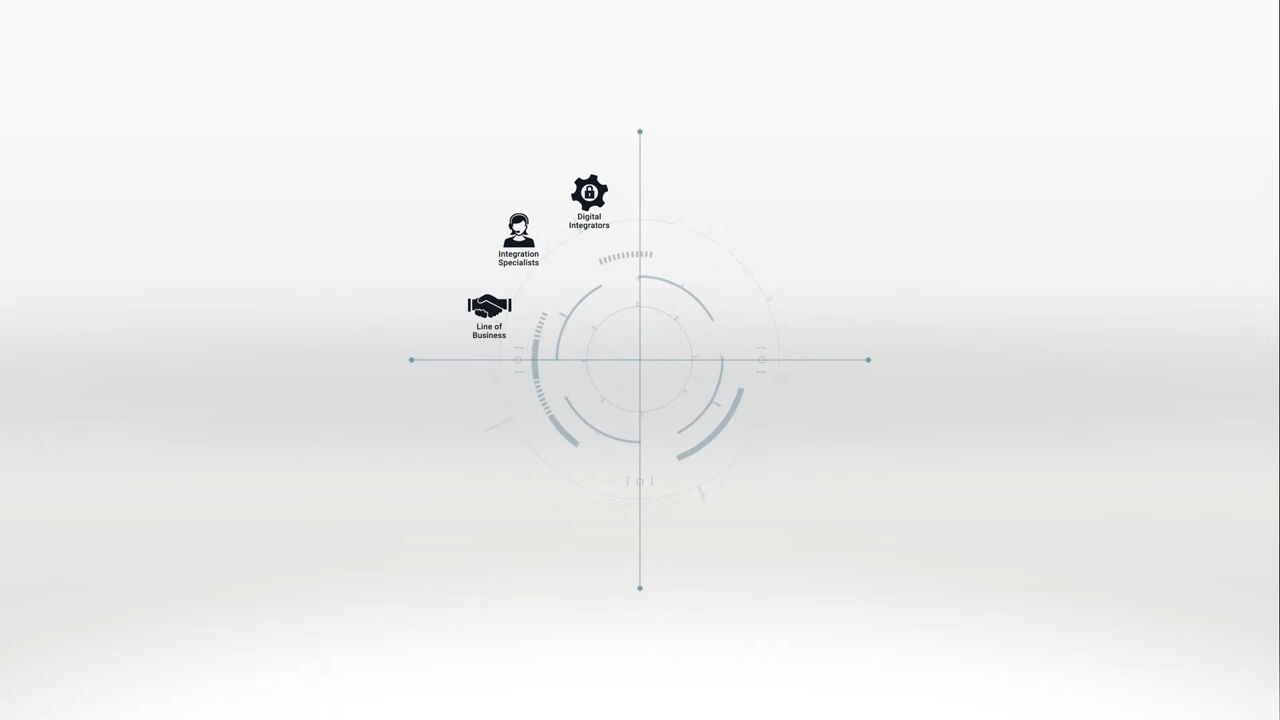 Digital
Integrators
Integration
Specialists
Line of
Business